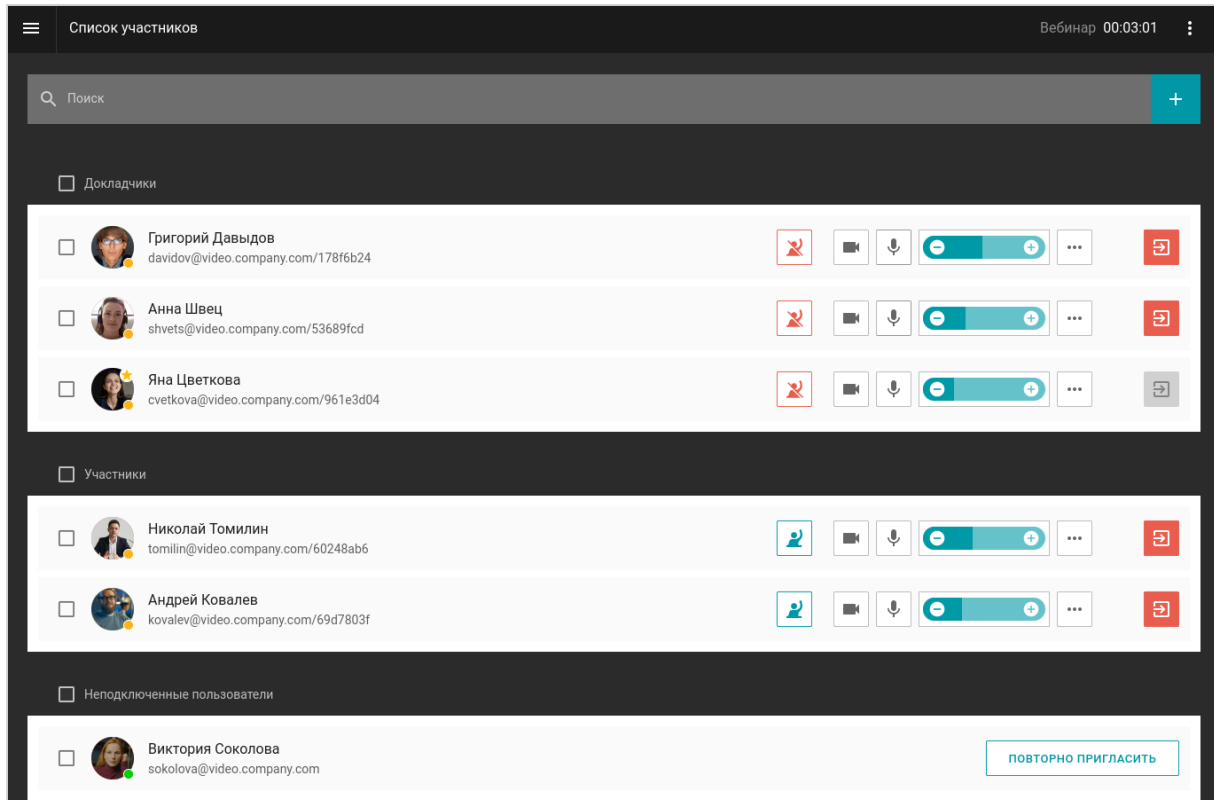 Список участников
Вебинар 00:03:01
Поиск
Докладчики
Григорий Давыдов
davidov@video.company.com/178f6b24
Анна Швец
shvets@video.company.com/53689fcd
Яна Цветкова
cvetkova@video.company.com/961e3d04
Участники
Николай Томилин
tomilin@video.company.com/60248ab6
Андрей Ковалев
kovalev@video.company.com/69d7803f
Неподключенные пользователи
Виктория Соколова
sokolova@video.company.com
ПОВТОРНО ПРИГЛАСИТЬ